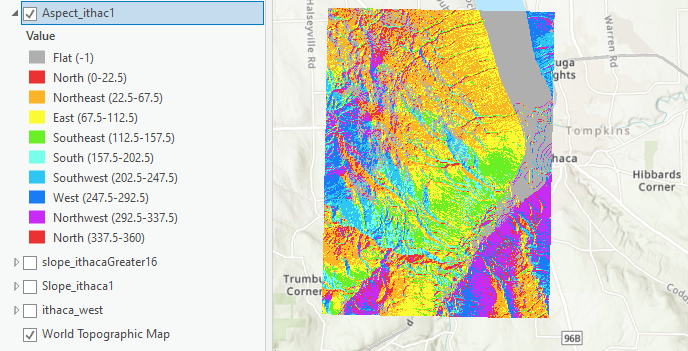 Aspect_ithac1
Value
Flat (-1)
North (0-22.5)
Northeast (22.5-67.5)
East (67.5-112.5)
Southeast (112.5-157.5)
South (157.5-202.5)
Southwest (202.5-247.5)
West (247.5-292.5)
Northwest (292.5-337.5)
North (337.5-360)
slope_ithacaGreater16
Slope_ithaca1
ithaca_west
World Topographic Map
Halseyville Rd
Warren Rd
uga
ghts
Tompkins
haca
Hibbards
Corner
Trumbu
Corner
Codd
96B